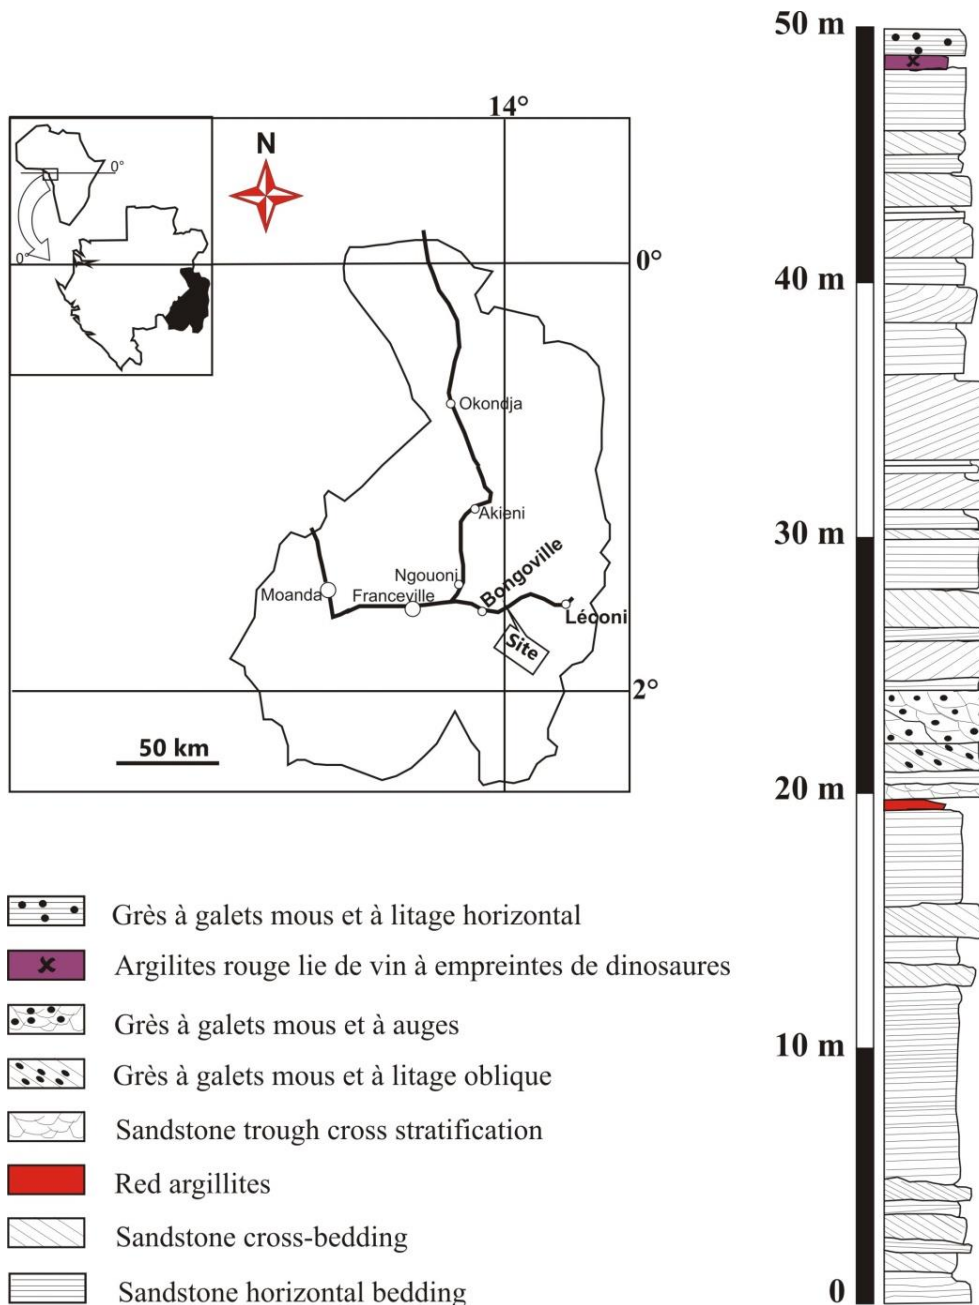 50 m
14°
N
0°
0°
0°
40 m
Okondja
Akieni
30 m
Ngouoni
Bongoville
Moanda
Franceville
Léconi
Site
2°
50 km
20 m
Grès à galets mous et à litage horizontal
Argilites rouge lie de vin à empreintes de dinosaures
Grès à galets mous et à auges
10 m
Grès à galets mous et à litage oblique
Sandstone trough cross stratification
Red argillites
Sandstone cross-bedding
Sandstone horizontal bedding
0